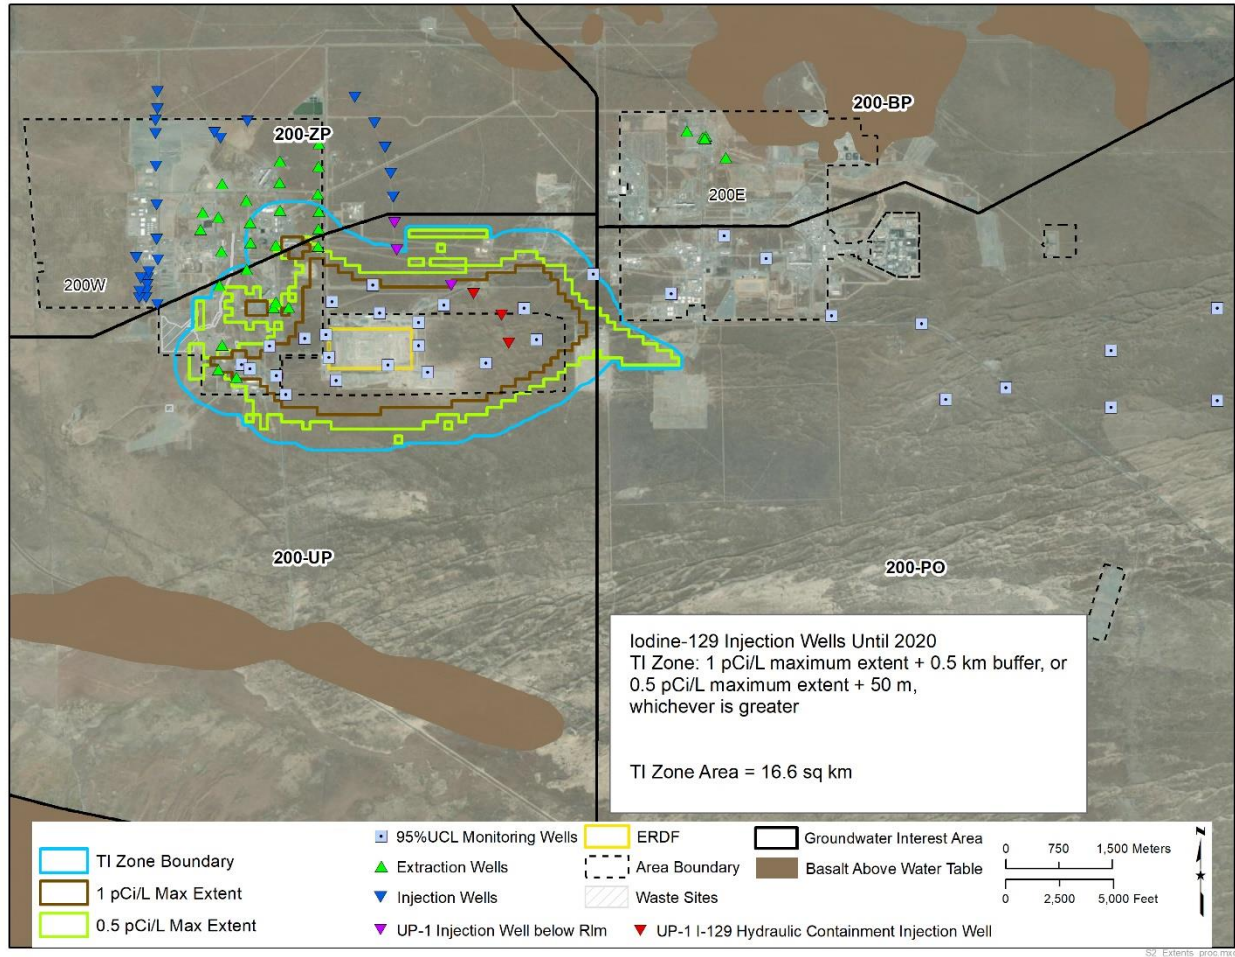 200-BP
200-ZP
200E
200W
200-UP
200-PO
Iodine-129 Injection Wells Until 2020
TI Zone: 1 pCi/L maximum extent + 0.5 km buffer, or
0.5 pCi/L maximum extent + 50 m,
whichever is greater
TI Zone Area = 16.6 sq km
TI Zone Boundary
1 pCi/L Max Extent
0.5 pCi/L Max Extent
95%UCL Monitoring Wells
Extraction Wells
Injection Wells
UP-1 Injection Well below Rlm
ERDF
Area Boundary
Waste Sites
UP-1 I-129 Hydraulic Containment Injection Well
Groundwater Interest Area
Basalt Above Water Table
0 750 1,500 Meters
0 2,500 5,000 Feet
N
S2_Extents_proc.mxd